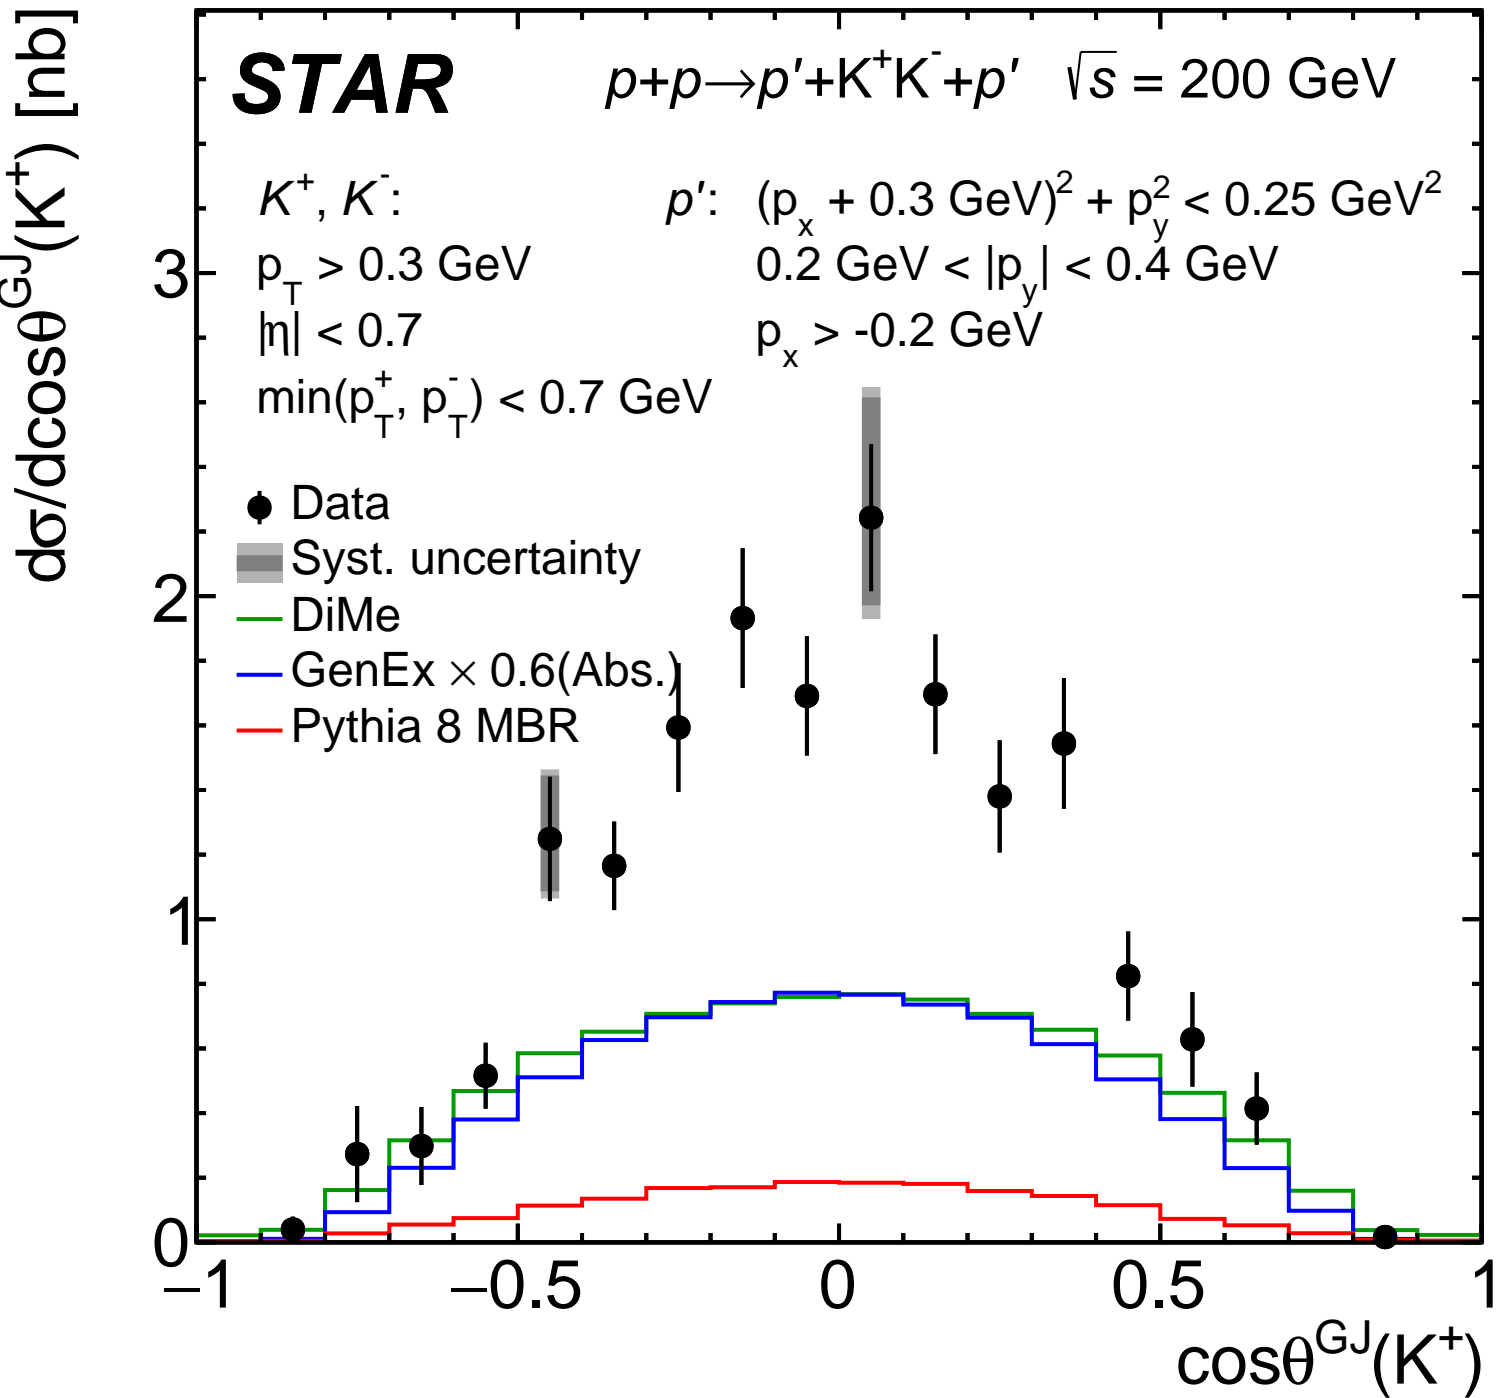 dσ/dcosθ^GJ(K⁺) [nb]
STAR p+p→p′+K⁺K⁻+p′ √s = 200 GeV
K⁺, K⁻: p′: (p_x + 0.3 GeV)² + p_y² < 0.25 GeV²
p_T > 0.3 GeV 0.2 GeV < |p_y| < 0.4 GeV
|η| < 0.7 p_x > -0.2 GeV
min(p_T⁺, p_T⁻) < 0.7 GeV
Data
Syst. uncertainty
DiMe
GenEx × 0.6(Abs.)
Pythia 8 MBR
3
2
1
0
−1 −0.5 0 0.5 1
cosθ^GJ(K⁺)